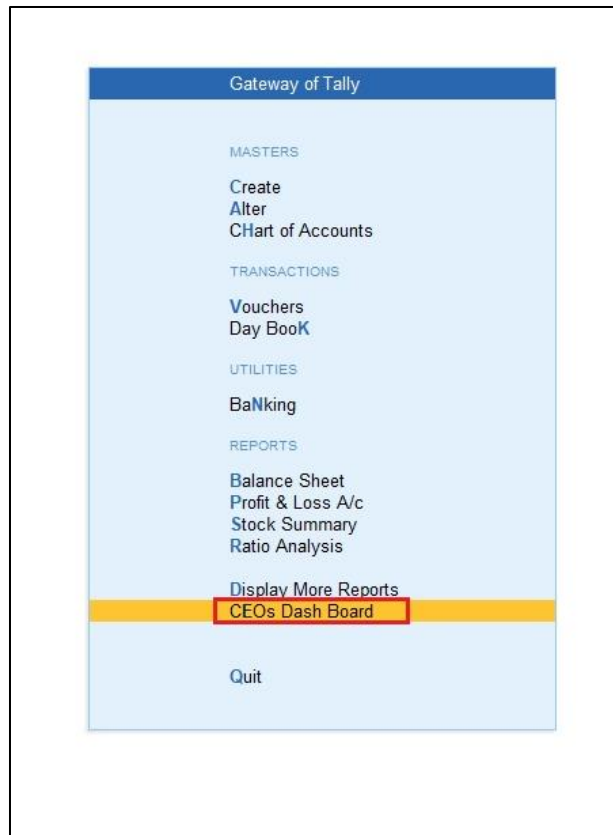 Gateway of Tally
MASTERS
Create
Alter
CHart of Accounts
TRANSACTIONS
Vouchers
Day BooK
UTILITIES
BaNking
REPORTS
Balance Sheet
Profit & Loss A/c
Stock Summary
Ratio Analysis
Display More Reports
CEOs Dash Board
Quit